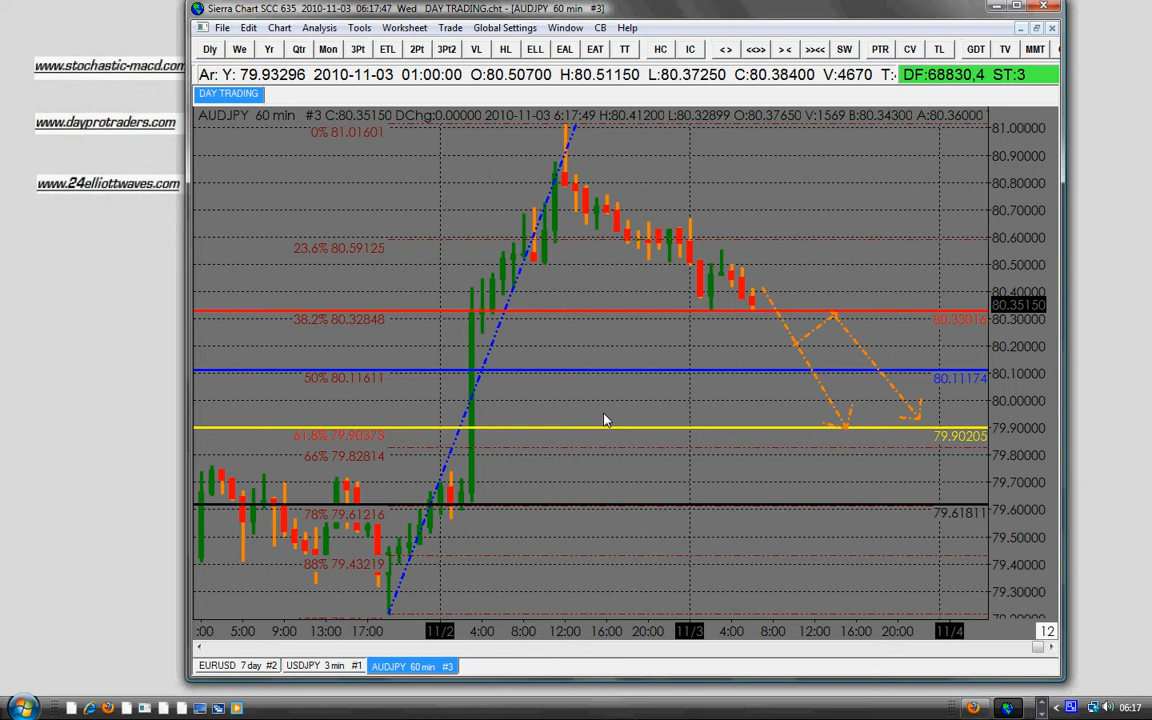 Sierra Chart SCC 635 2010-11-03 06:17:47 Wed DAY TRADING.cht - [AUDJPY 60 min #3]
File Edit Chart Analysis Tools Worksheet Trade Global Settings Window CB Help
Dly We Yr Qtr Mon 3Pt ETL 2Pt 3Pt2 VL HL ELL EAL EAT TT HC IC < > <<>> > < >><< SW PTR CV TL GDT TV MMT
Ar: Y: 79.93296 2010-11-03 01:00:00 O:80.50700 H:80.51150 L:80.37250 C:80.38400 V:4670 T: DF:68830,4 ST:3
DAY TRADING
AUDJPY 60 min #3 C:80.35150 DChg:0.00000 2010-11-03 6:17:49 H:80.41200 L:80.32899 O:80.37650 V:1569 B:80.34300 A:80.36000
www.stochastic-macd.com
www.dayprotraders.com
www.24elliottwaves.com
0% 81.01601
23.6% 80.59125
38.2% 80.32848
50% 80.11611
61.8% 79.90373
66% 79.82814
78% 79.61216
88% 79.43219
80.33016
80.11174
79.90205
79.61811
81.00000
80.90000
80.80000
80.70000
80.60000
80.50000
80.40000
80.35150
80.30000
80.20000
80.10000
80.00000
79.90000
79.80000
79.70000
79.60000
79.50000
79.40000
79.30000
:00 5:00 9:00 13:00 17:00 11/2 4:00 8:00 12:00 16:00 20:00 11/3 4:00 8:00 12:00 16:00 20:00 11/4 12
EURUSD 7 day #2 USDJPY 3 min #1 AUDJPY 60 min #3
06:17